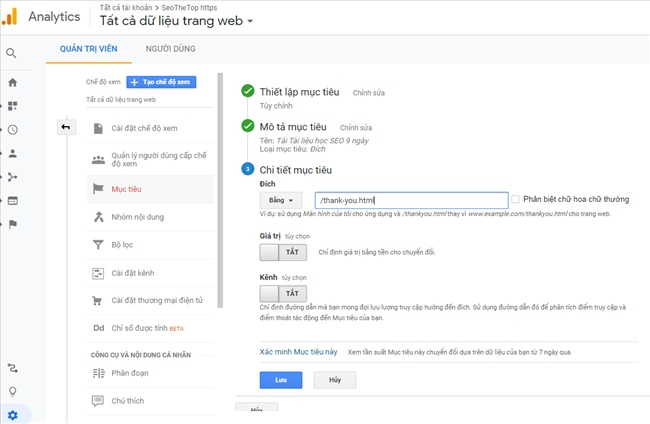 Analytics
Tất cả tài khoản > SeoTheTop https
Tất cả dữ liệu trang web
QUẢN TRỊ VIÊN
NGƯỜI DÙNG
Chế độ xem
+ Tạo chế độ xem
Tất cả dữ liệu trang web
Cài đặt chế độ xem
Quản lý người dùng cấp chế
độ xem
Mục tiêu
Nhóm nội dung
Bộ lọc
Cài đặt kênh
Cài đặt thương mại điện tử
Dd Chỉ số được tính BETA
CÔNG CỤ VÀ NỘI DUNG CÁ NHÂN
Phân đoạn
Chú thích
Thiết lập mục tiêu Chỉnh sửa
Tùy chỉnh
Mô tả mục tiêu Chỉnh sửa
Tên: Tải Tài liệu học SEO 9 ngày
Loại mục tiêu: Đích
3 Chi tiết mục tiêu
Đích
Bằng
/thank-you.html
Phân biệt chữ hoa chữ thường
Ví dụ: sử dụng Màn hình của tôi cho ứng dụng và /thankyou.html thay vì www.example.com/thankyou.html cho trang web.
Giá trị tùy chọn
TẮT
Chỉ định giá trị bằng tiền cho chuyển đổi.
Kênh tùy chọn
TẮT
Chỉ định đường dẫn mà bạn mong đợi lưu lượng truy cập hướng đến đích. Sử dụng đường dẫn đó để phân tích điểm truy cập và
điểm thoát tác động đến Mục tiêu của bạn.
Xác minh Mục tiêu này
Xem tần suất Mục tiêu này chuyển đổi dựa trên dữ liệu của bạn từ 7 ngày qua.
Lưu
Hủy
Hủy